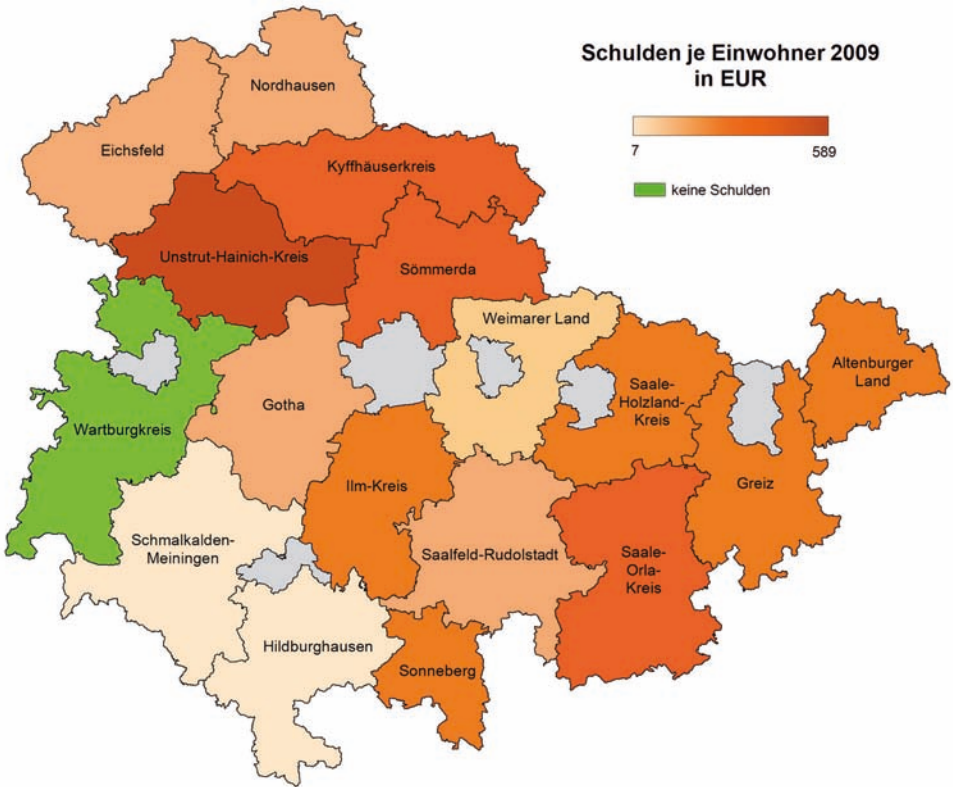 Schulden je Einwohner 2009
in EUR
7
589
keine Schulden
Nordhausen
Eichsfeld
Kyffhäuserkreis
Unstrut-Hainich-Kreis
Sömmerda
Weimarer Land
Altenburger
Land
Saale-
Holzland-
Kreis
Gotha
Wartburgkreis
Ilm-Kreis
Greiz
Schmalkalden-
Meiningen
Saalfeld-Rudolstadt
Saale-
Orla-
Kreis
Hildburghausen
Sonneberg